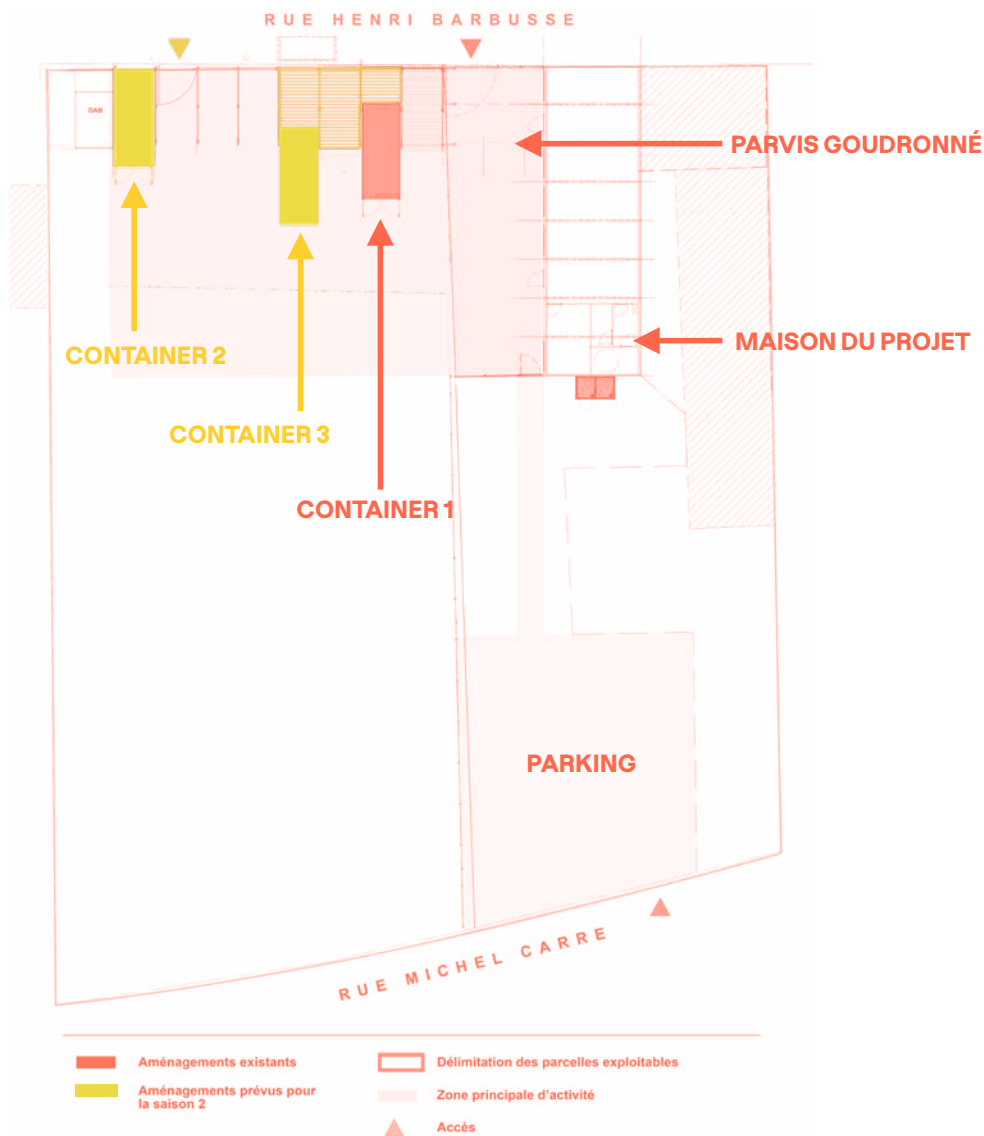 RUE HENRI BARBUSSE
DAB
PARVIS GOUDRONNÉ
MAISON DU PROJET
CONTAINER 2
CONTAINER 3
CONTAINER 1
PARKING
RUE MICHEL CARRE
Aménagements existants
Délimitation des parcelles exploitables
Aménagements prévus pour
la saison 2
Zone principale d'activité
Accès